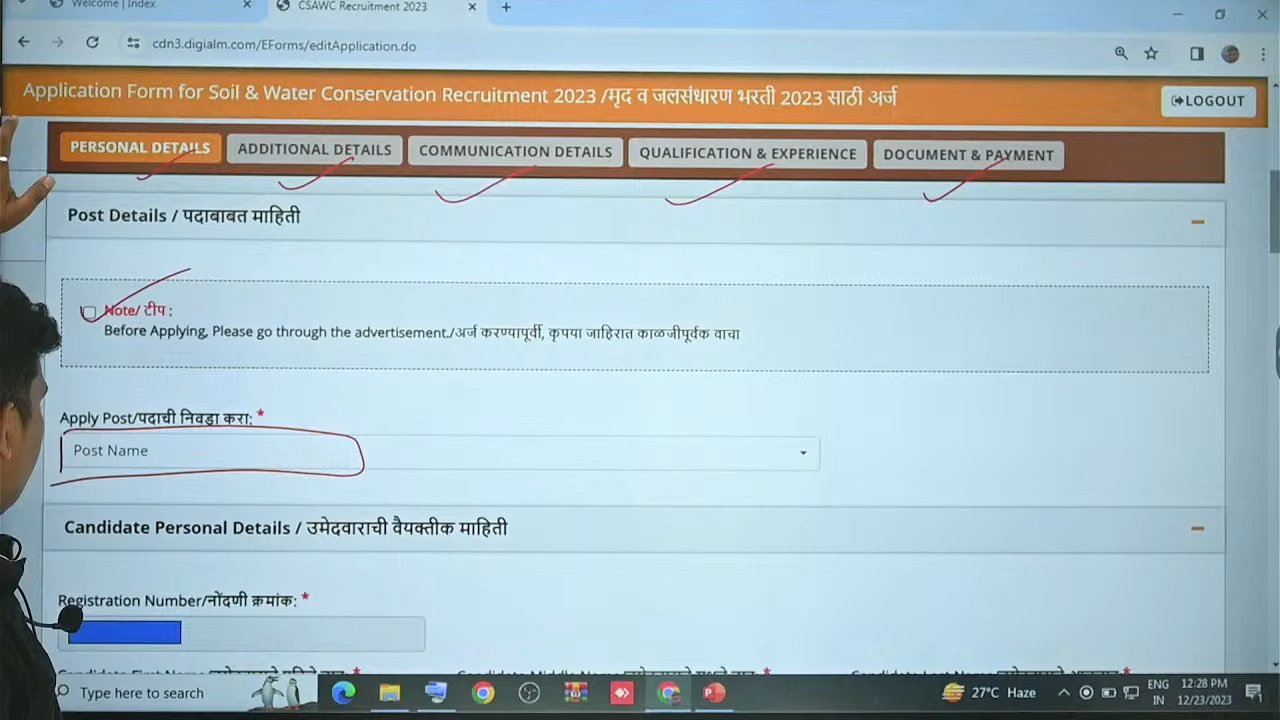 Welcome | Index
CSAWC Recruitment 2023
cdn3.digialm.com/EForms/editApplication.do
Application Form for Soil & Water Conservation Recruitment 2023 /मृद व जलसंधारण भरती 2023 साठी अर्ज
LOGOUT
PERSONAL DETAILS
ADDITIONAL DETAILS
COMMUNICATION DETAILS
QUALIFICATION & EXPERIENCE
DOCUMENT & PAYMENT
Post Details / पदाबाबत माहिती
Note/ टीप :
Before Applying, Please go through the advertisement./अर्ज करण्यापूर्वी, कृपया जाहिरात काळजीपूर्वक वाचा
Apply Post/पदाची निवडा करा: *
Post Name
Candidate Personal Details / उमेदवाराची वैयक्तीक माहिती
Registration Number/नोंदणी क्रमांक: *
Type here to search
27°C Haze
ENG
IN
12:28 PM
12/23/2023